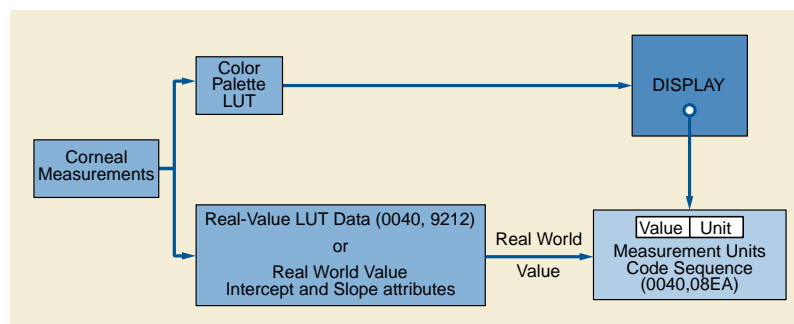 Color
Palette
LUT
DISPLAY
Corneal
Measurements
Real-Value LUT Data (0040, 9212)
or
Real World Value
Intercept and Slope attributes
Real World
Value
Value Unit
Measurement Units
Code Sequence
(0040,08EA)